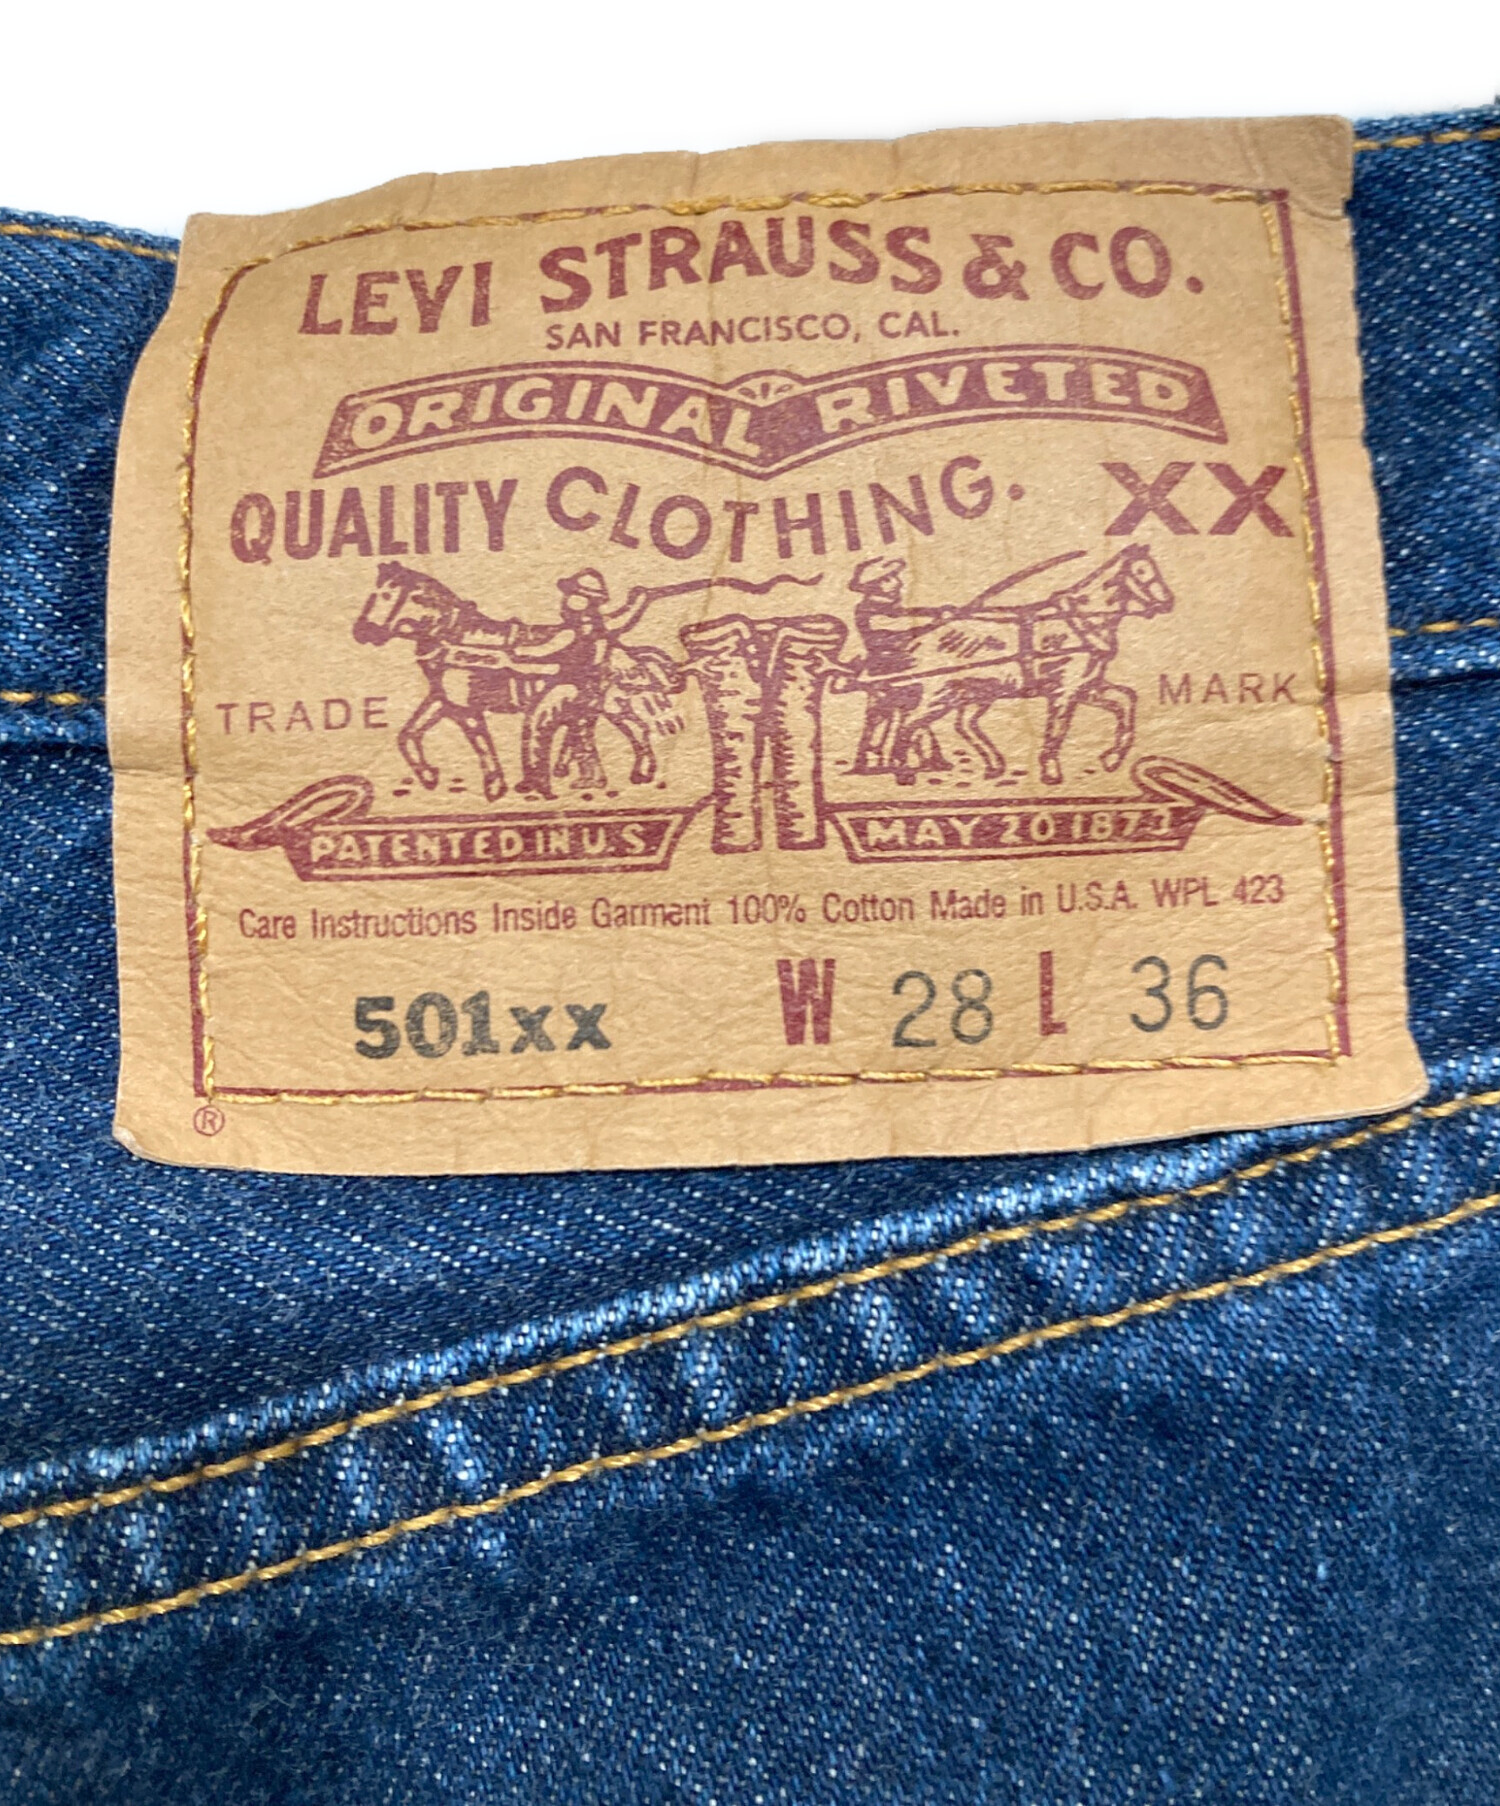 LEVI STRAUSS & CO.
SAN FRANCISCO, CAL.
ORIGINAL RIVETED
QUALITY CLOTHING. XX
TRADE MARK
PATENTED IN U.S MAY 20 1873
Care Instructions Inside Garment 100% Cotton Made in U.S.A. WPL 423
501xx W 28 L 36
®